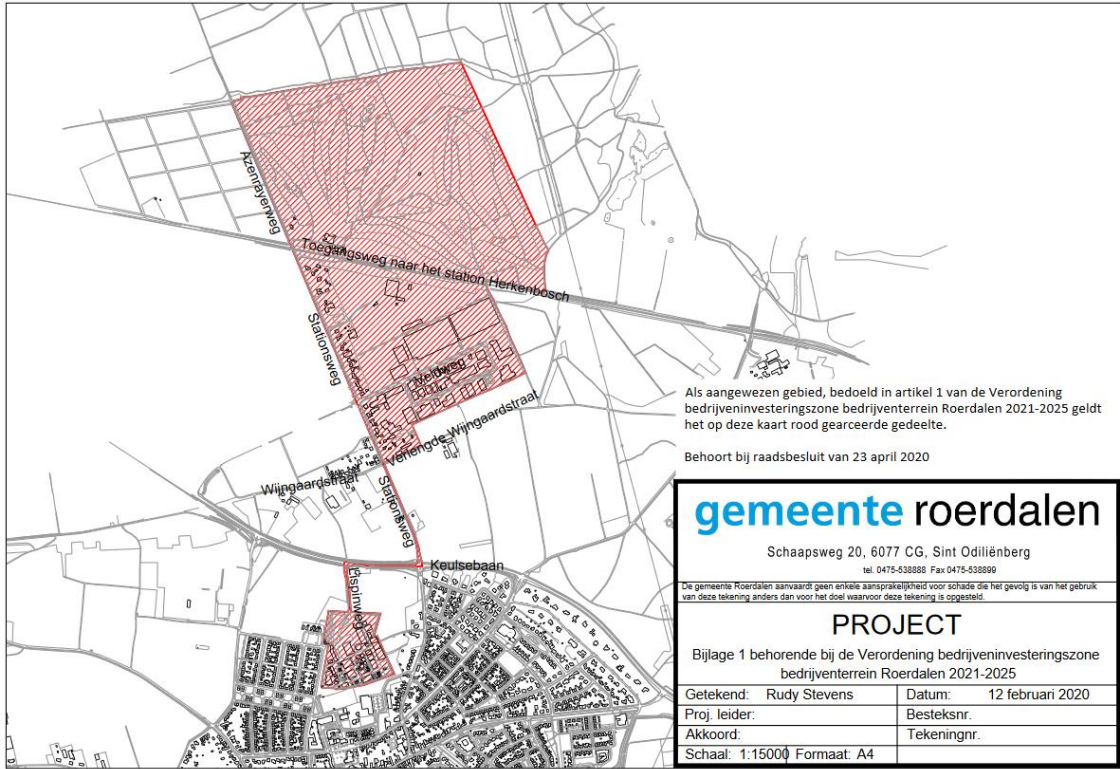 Azenrayerweg
Toegangsweg naar het station Herkenbosch
Stationsweg
Veldweg
Verlengde Wijngaardstraat
Wijngaardstraat
Stationsweg
Keulsebaan
Lispinweg
Als aangewezen gebied, bedoeld in artikel 1 van de Verordening
bedrijveninvesteringszone bedrijventerrein Roerdalen 2021-2025 geldt
het op deze kaart rood gearceerde gedeelte.
Behoort bij raadsbesluit van 23 april 2020
gemeente roerdalen
Schaapsweg 20, 6077 CG, Sint Odiliënberg
tel. 0475-538888 Fax 0475-538899
De gemeente Roerdalen aanvaardt geen enkele aansprakelijkheid voor schade die het gevolg is van het gebruik
van deze tekening anders dan voor het doel waarvoor deze tekening is opgesteld.
PROJECT
Bijlage 1 behorende bij de Verordening bedrijveninvesteringszone
bedrijventerrein Roerdalen 2021-2025
Getekend: Rudy Stevens Datum: 12 februari 2020
Proj. leider: Besteksnr.
Akkoord: Tekeningnr.
Schaal: 1:15000 Formaat: A4